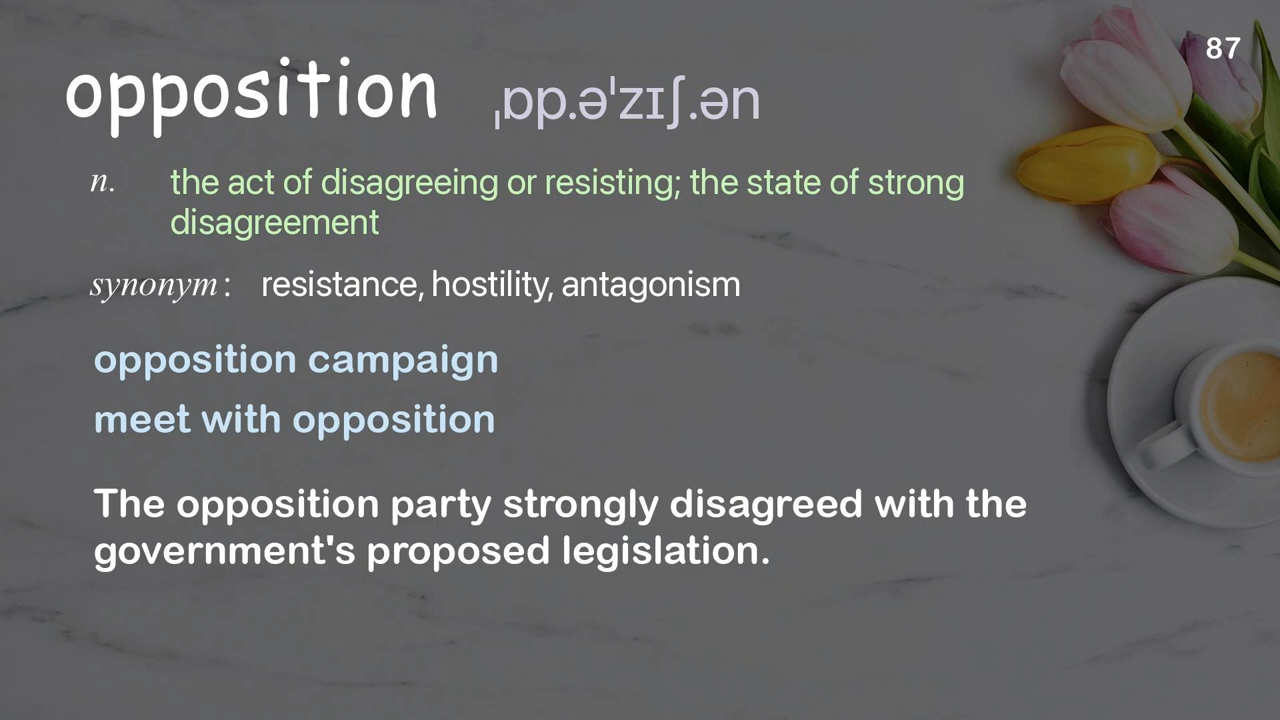 87
opposition ˌɒp.əˈzɪʃ.ən
n. the act of disagreeing or resisting; the state of strong
disagreement
synonym: resistance, hostility, antagonism
opposition campaign
meet with opposition
The opposition party strongly disagreed with the
government's proposed legislation.